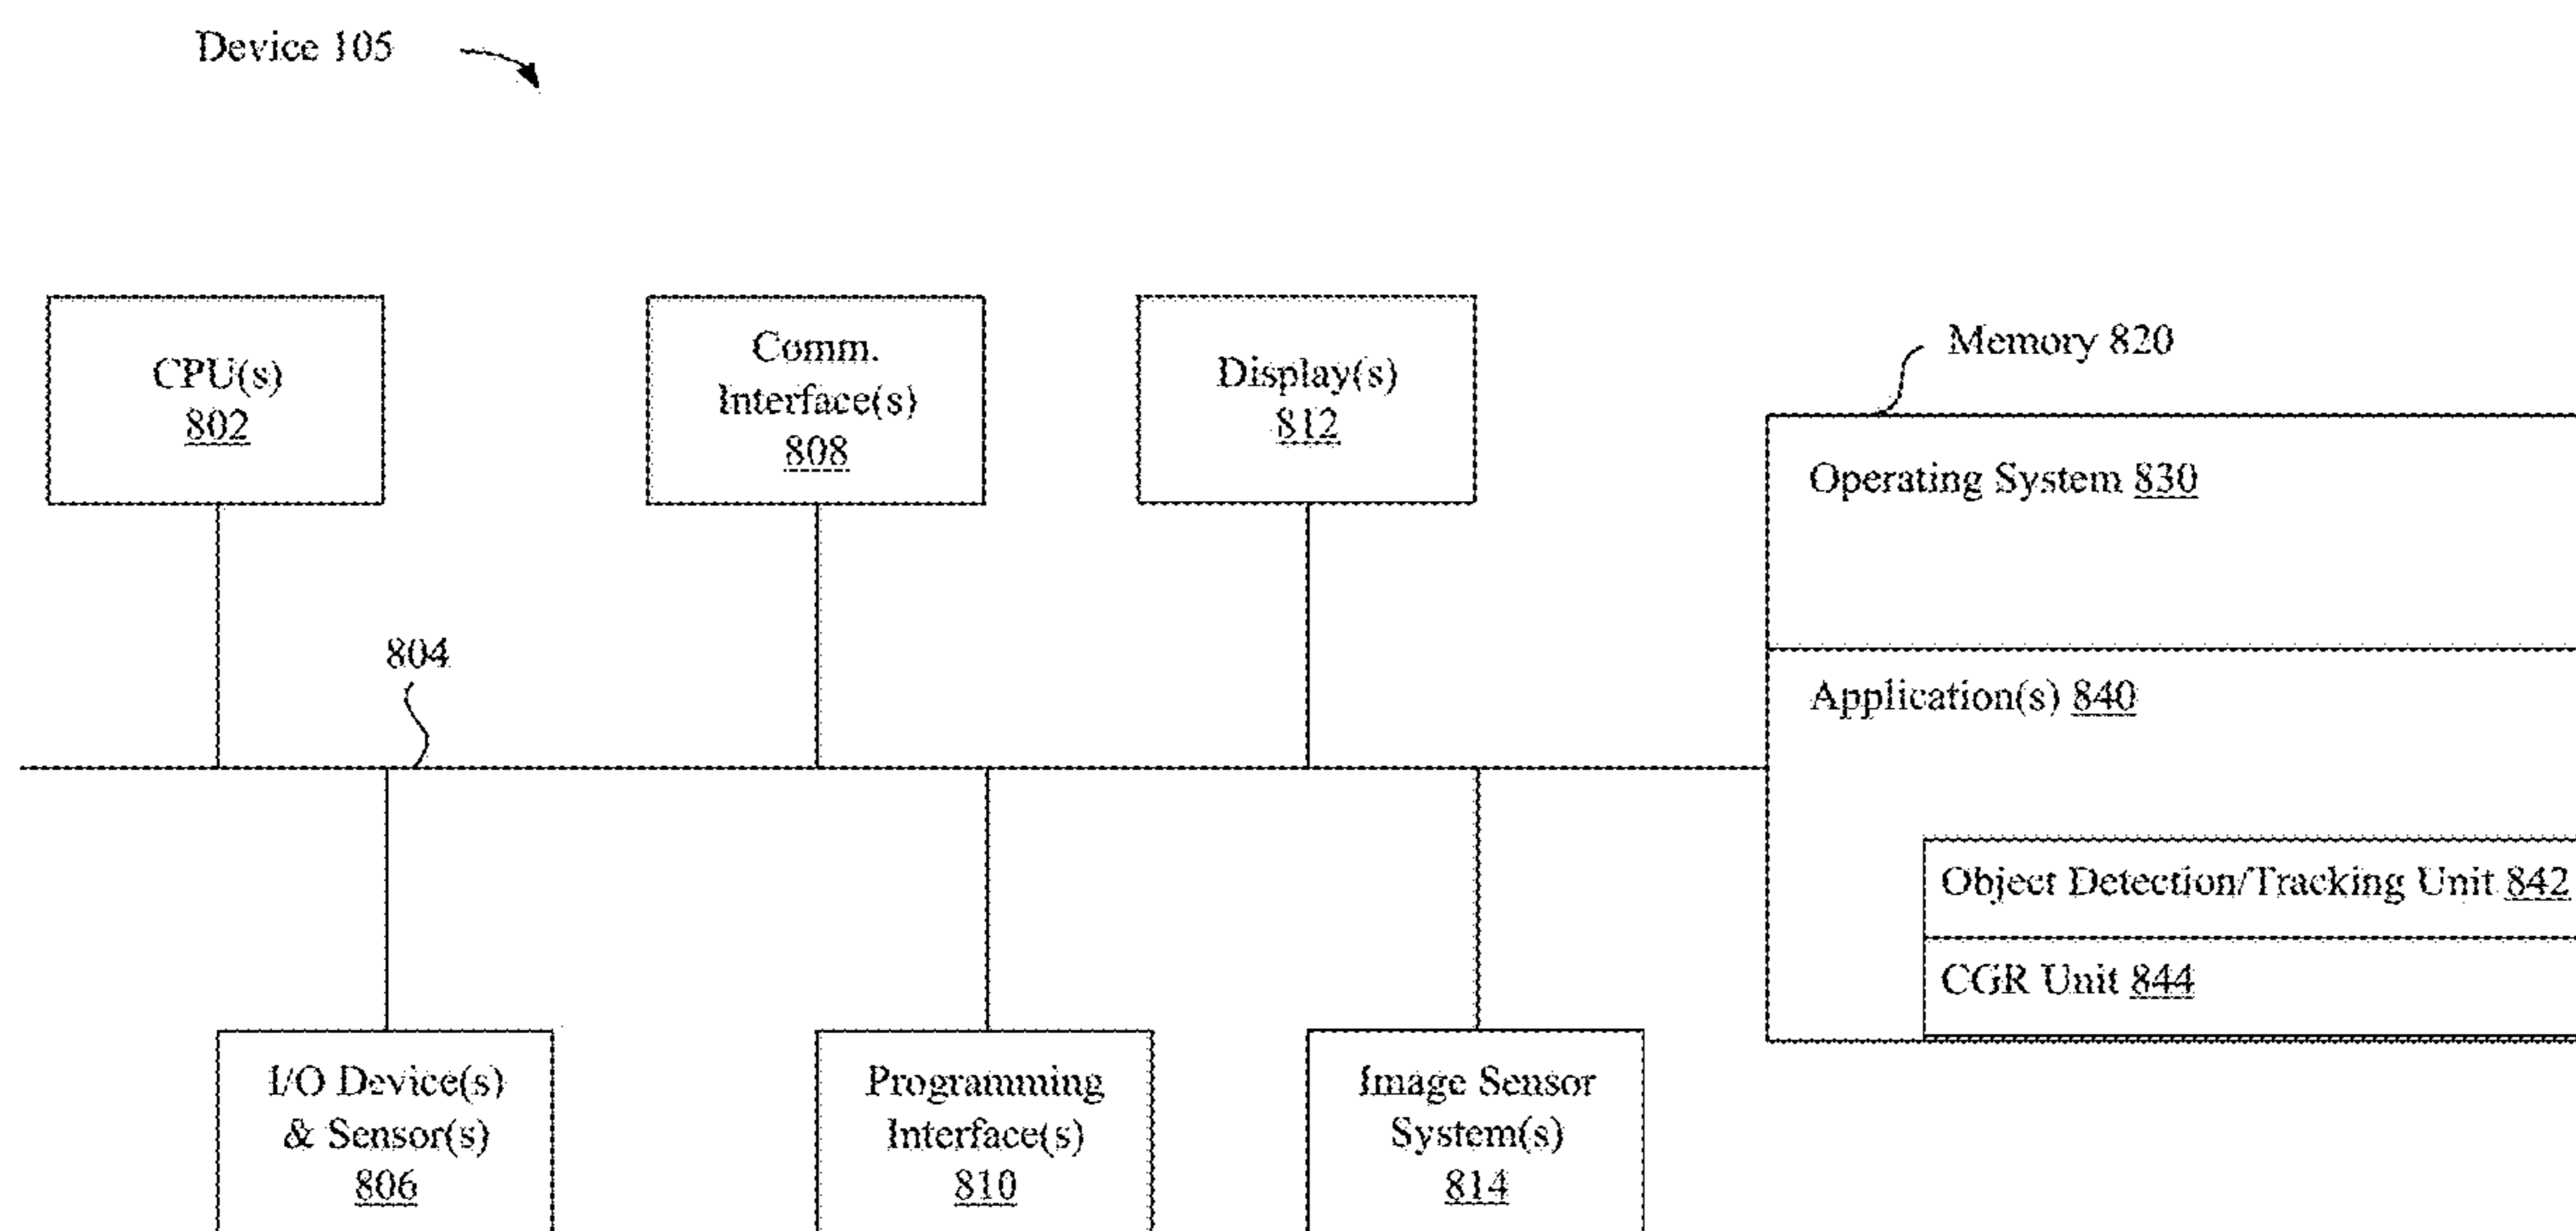 Device 105
CPU(s)
802
Comm.
Interface(s)
808
Display(s)
812
Memory 820
Operating System 830
804
Application(s) 840
Object Detection/Tracking Unit 842
CGR Unit 844
I/O Device(s)
& Sensor(s)
806
Programming
Interface(s)
810
Image Sensor
System(s)
814